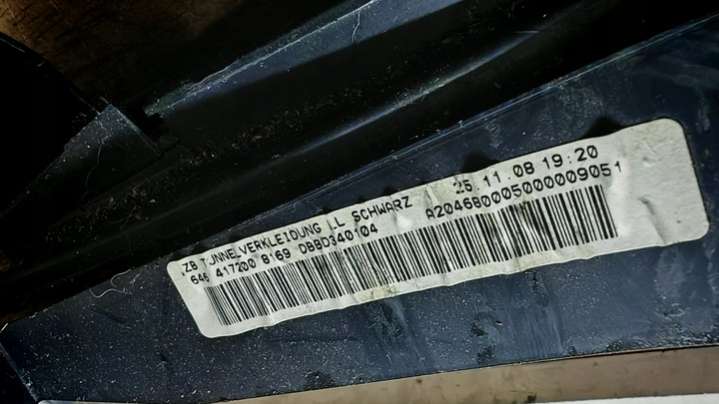 ZB TUNNELVERKLEIDUNG LL SCHWARZ 25.11.08 19:20
646 417200 8169 DBBD340104 A2046800050000009051